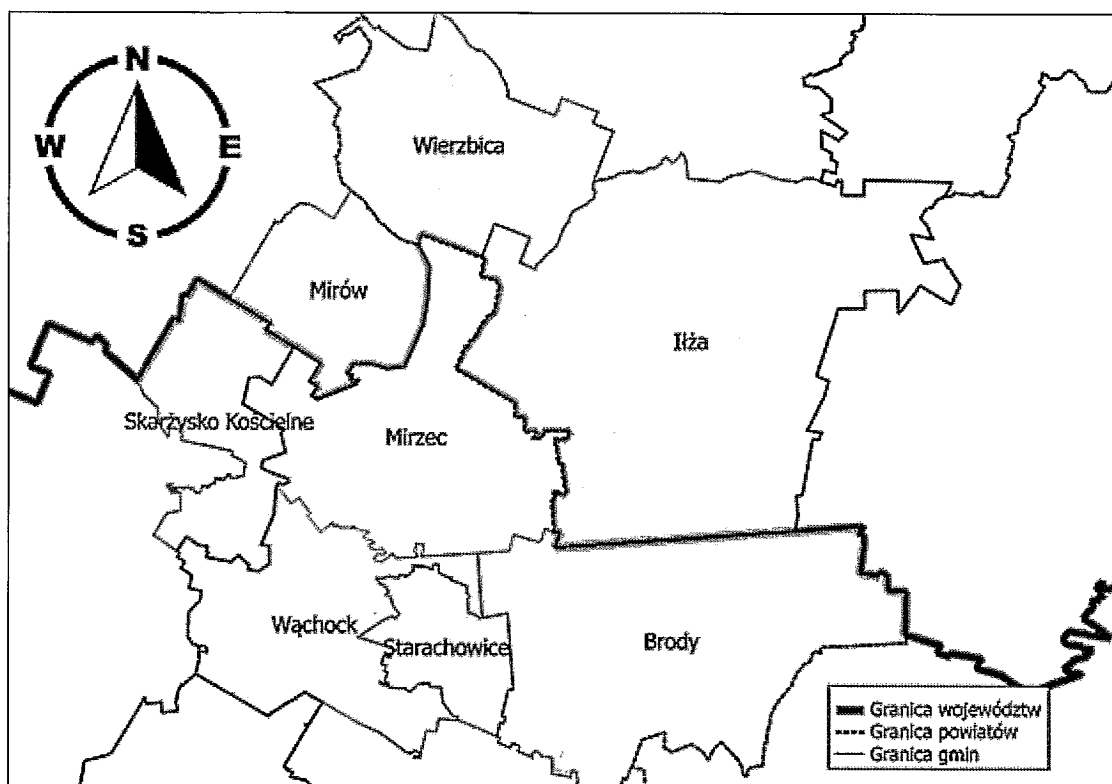 N
W E
S
Wierzbica
Mirów
Iłża
Skarżysko Kościelne
Mirzec
Wąchock
Starachowice
Brody
Granica województw
Granica powiatów
Granica gmin